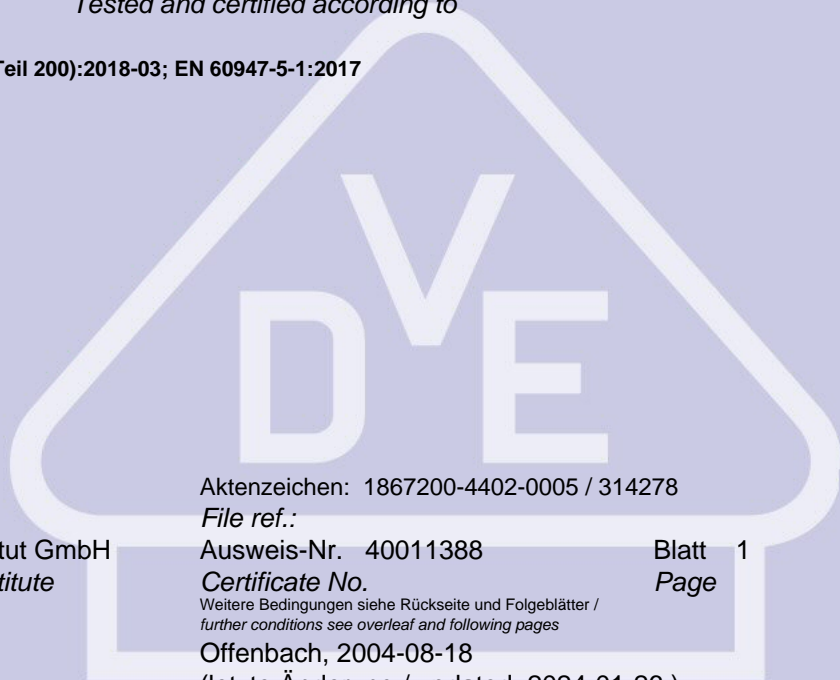 Tested and certified according to
Teil 200):2018-03; EN 60947-5-1:2017
V
D E
Aktenzeichen: 1867200-4402-0005 / 314278
File ref.:
tut GmbH Ausweis-Nr. 40011388 Blatt 1
titute Certificate No. Page
Weitere Bedingungen siehe Rückseite und Folgeblätter /
further conditions see overleaf and following pages
Offenbach, 2004-08-18